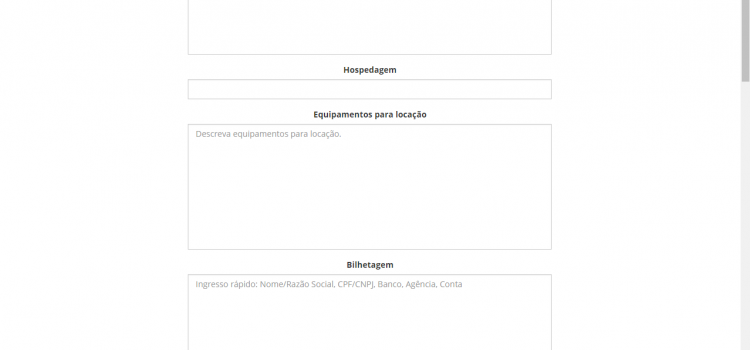 Hospedagem
Equipamentos para locação
Descreva equipamentos para locação.
Bilhetagem
Ingresso rápido: Nome/Razão Social, CPF/CNPJ, Banco, Agência, Conta